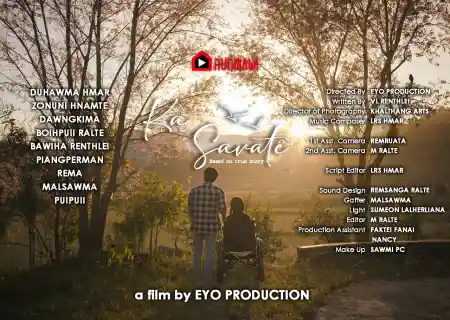 RUNBAWM
Ka
Savate
Based on true story
DUHAWMA HMAR
ZONUNI HNAMTE
DAWNGKIMA
BOIHPUII RALTE
BAWIHA RENTHLEI
PIANGPERMAN
REMA
MALSAWMA
PUIPUII
Directed By EYO PRODUCTION
Written By VL RENTHLEI
Director of Photography KHALTHANG ARTS
Music Composer LRS HMAR
1st Asst. Camera REMRUATA
2nd Asst. Camera M RALTE
Script Editor LRS HMAR
Sound Design REMSANGA RALTE
Gaffer MALSAWMA
Light SUMEON LALHERLIANA
Editor M RALTE
Production Assistant FAKTEI FANAI
NANCY
Make Up SAWMI PC
a film by EYO PRODUCTION